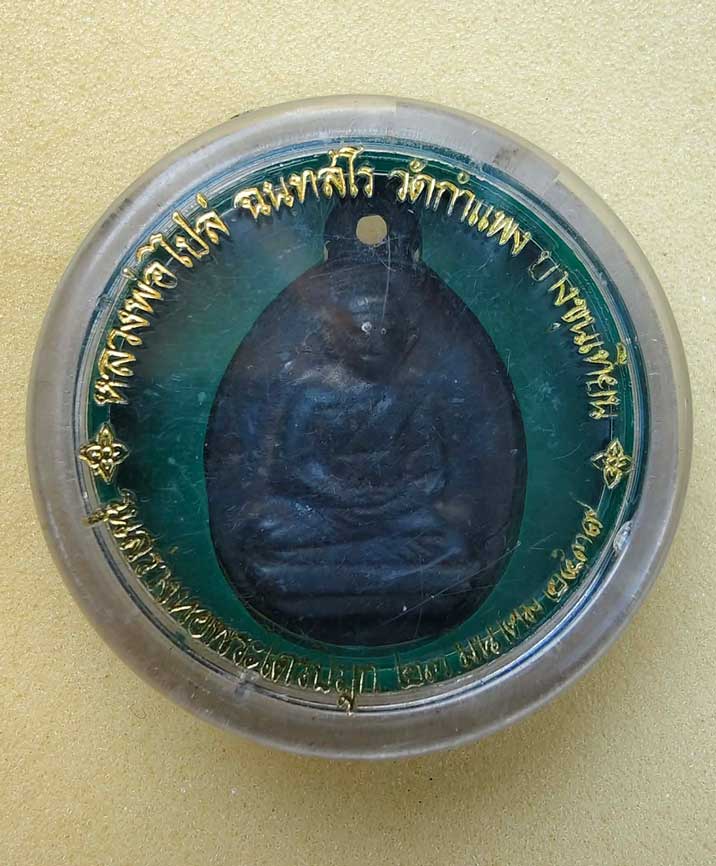 หลวงพ่อไปล่ ฉนฺทสโร วัดกำแพง บางขุนเทียน
รุ่นสร้างหอพระไตรปิฎก ๒๓ มีนาคม ๒๕๓๙